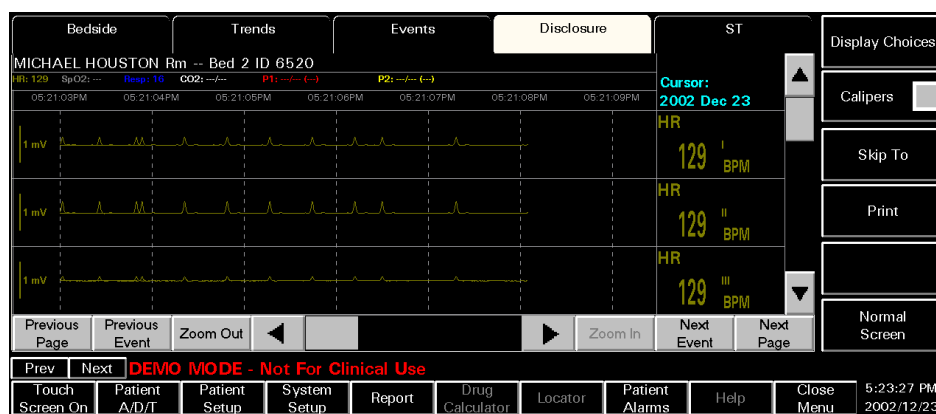 Bedside Trends Events Disclosure ST
Display Choices
MICHAEL HOUSTON Rm -- Bed 2 ID 6520
HR: 129 SpO2: --- Resp: 18 CO2: ---/--- P1: ---/--- (---) P2: ---/--- (---)
Cursor:
05:21:03PM 05:21:04PM 05:21:05PM 05:21:06PM 05:21:07PM 05:21:08PM 05:21:09PM
2002 Dec 23
Calipers
HR
1 mV
129 I BPM
Skip To
HR
1 mV
129 II BPM
Print
HR
1 mV
129 III BPM
Previous Page
Previous Event
Zoom Out
Zoom In
Next Event
Next Page
Normal Screen
Prev Next DEMO MODE - Not For Clinical Use
Touch Screen On
Patient A/D/T
Patient Setup
System Setup
Report
Drug Calculator
Locator
Patient Alarms
Help
Close Menu
5:23:27 PM
2002/12/23